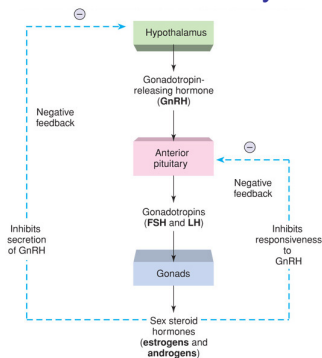 Hypothalamus
Gonadotropin-
releasing hormone
(GnRH)
Negative
feedback
Anterior
pituitary
Negative
feedback
Gonadotropins
(FSH and LH)
Inhibits
secretion
of GnRH
Inhibits
responsiveness
to
GnRH
Gonads
Sex steroid
hormones
(estrogens and
androgens)